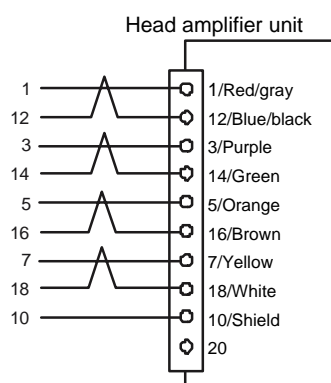 Head amplifier unit
1 1/Red/gray
12 12/Blue/black
3 3/Purple
14 14/Green
5 5/Orange
16 16/Brown
7 7/Yellow
18 18/White
10 10/Shield
20